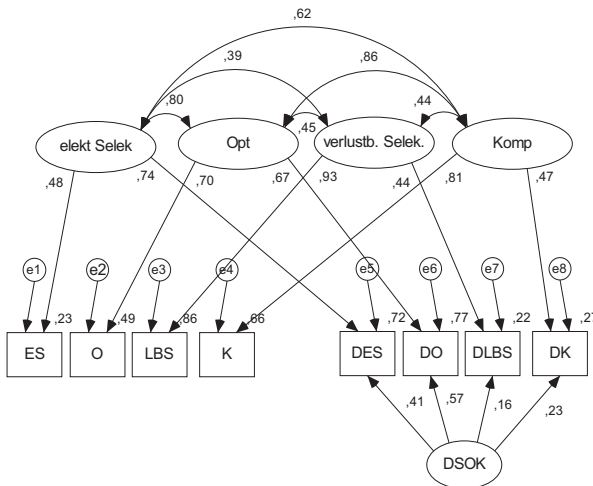 ,62
,39
,86
,80
,45
,44
elekt Selek
Opt
verlustb. Selek.
Komp
,48
,74
,70
,67
,93
,44
,81
,47
e1
e2
e3
e4
e5
e6
e7
e8
,23
,49
,86
,66
,72
,77
,22
,27
ES
O
LBS
K
DES
DO
DLBS
DK
,41
,57
,16
,23
DSOK